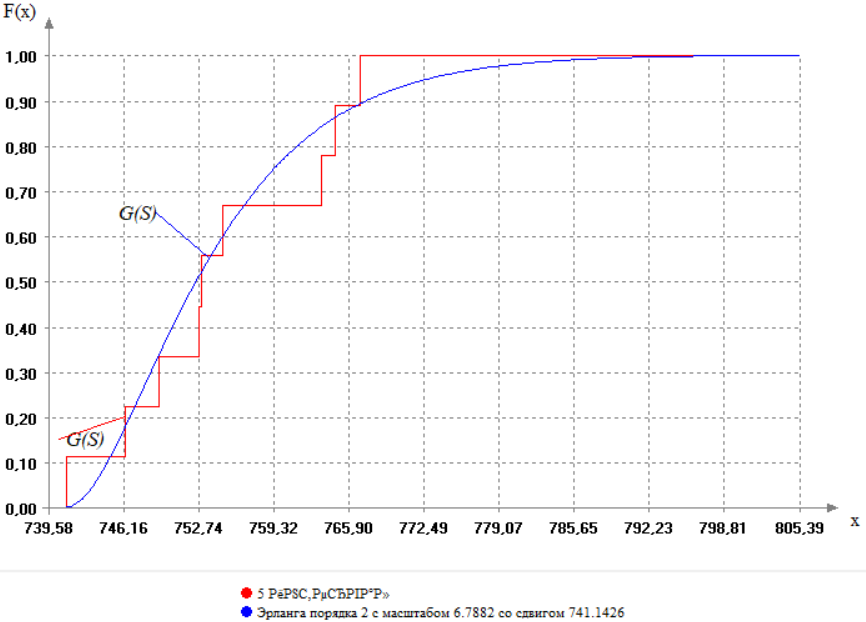 F(x)
1,00
0,90
0,80
0,70
0,60
G(S)
0,50
0,40
0,30
0,20
G(S)
0,10
0,00
739,58 746,16 752,74 759,32 765,90 772,49 779,07 785,65 792,23 798,81 805,39
x
5 РёРЅС‚РµСЂРІР°Р»
Эрланга порядка 2 с масштабом 6.7882 со сдвигом 741.1426